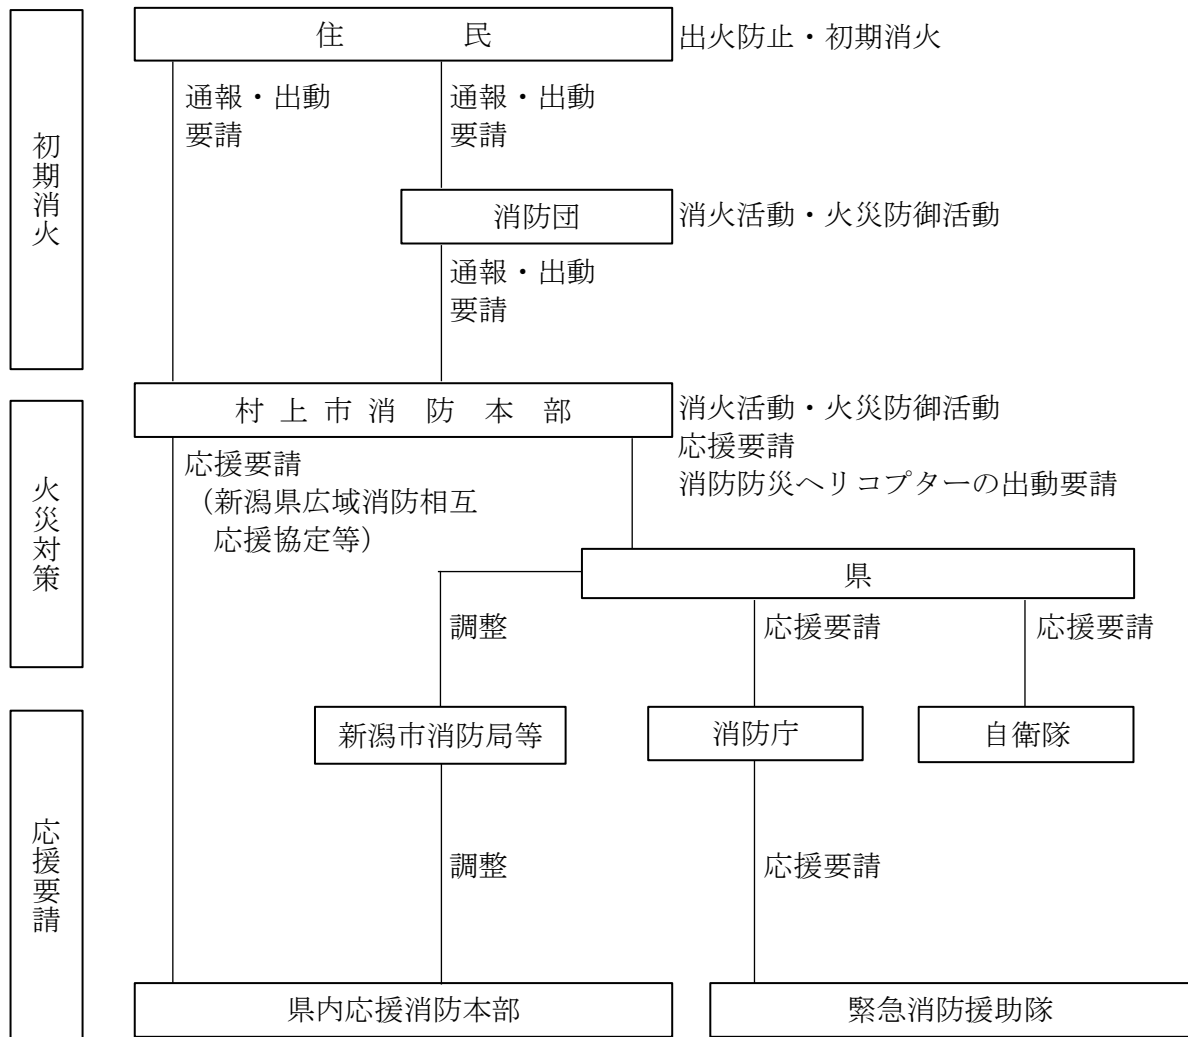 初期消火
住民
出火防止・初期消火
通報・出動
要請
通報・出動
要請
消防団
消火活動・火災防御活動
通報・出動
要請
火災対策
村上市消防本部
消火活動・火災防御活動
応援要請
消防防災ヘリコプターの出動要請
応援要請
（新潟県広域消防相互
応援協定等）
県
調整
応援要請
応援要請
応援要請
新潟市消防局等
消防庁
自衛隊
調整
応援要請
県内応援消防本部
緊急消防援助隊